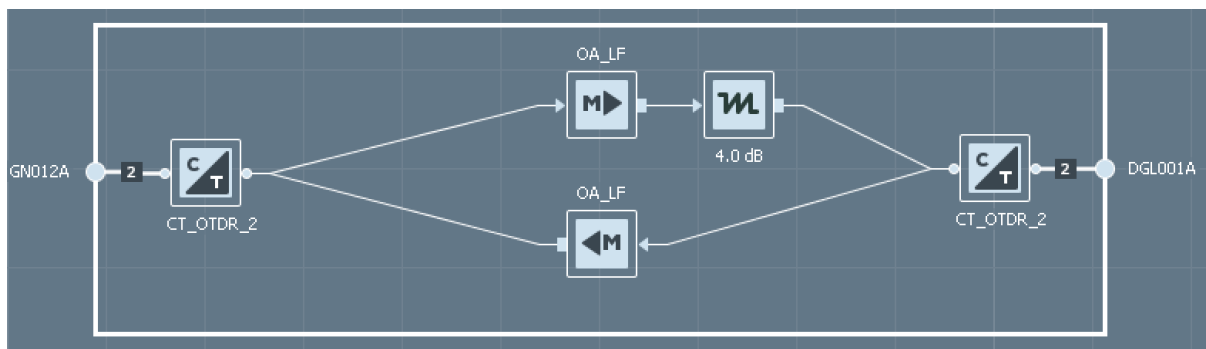 OA_LF
M
4.0 dB
GN012A
2
C
T
CT_OTDR_2
C
T
2
DGL001A
CT_OTDR_2
OA_LF
M